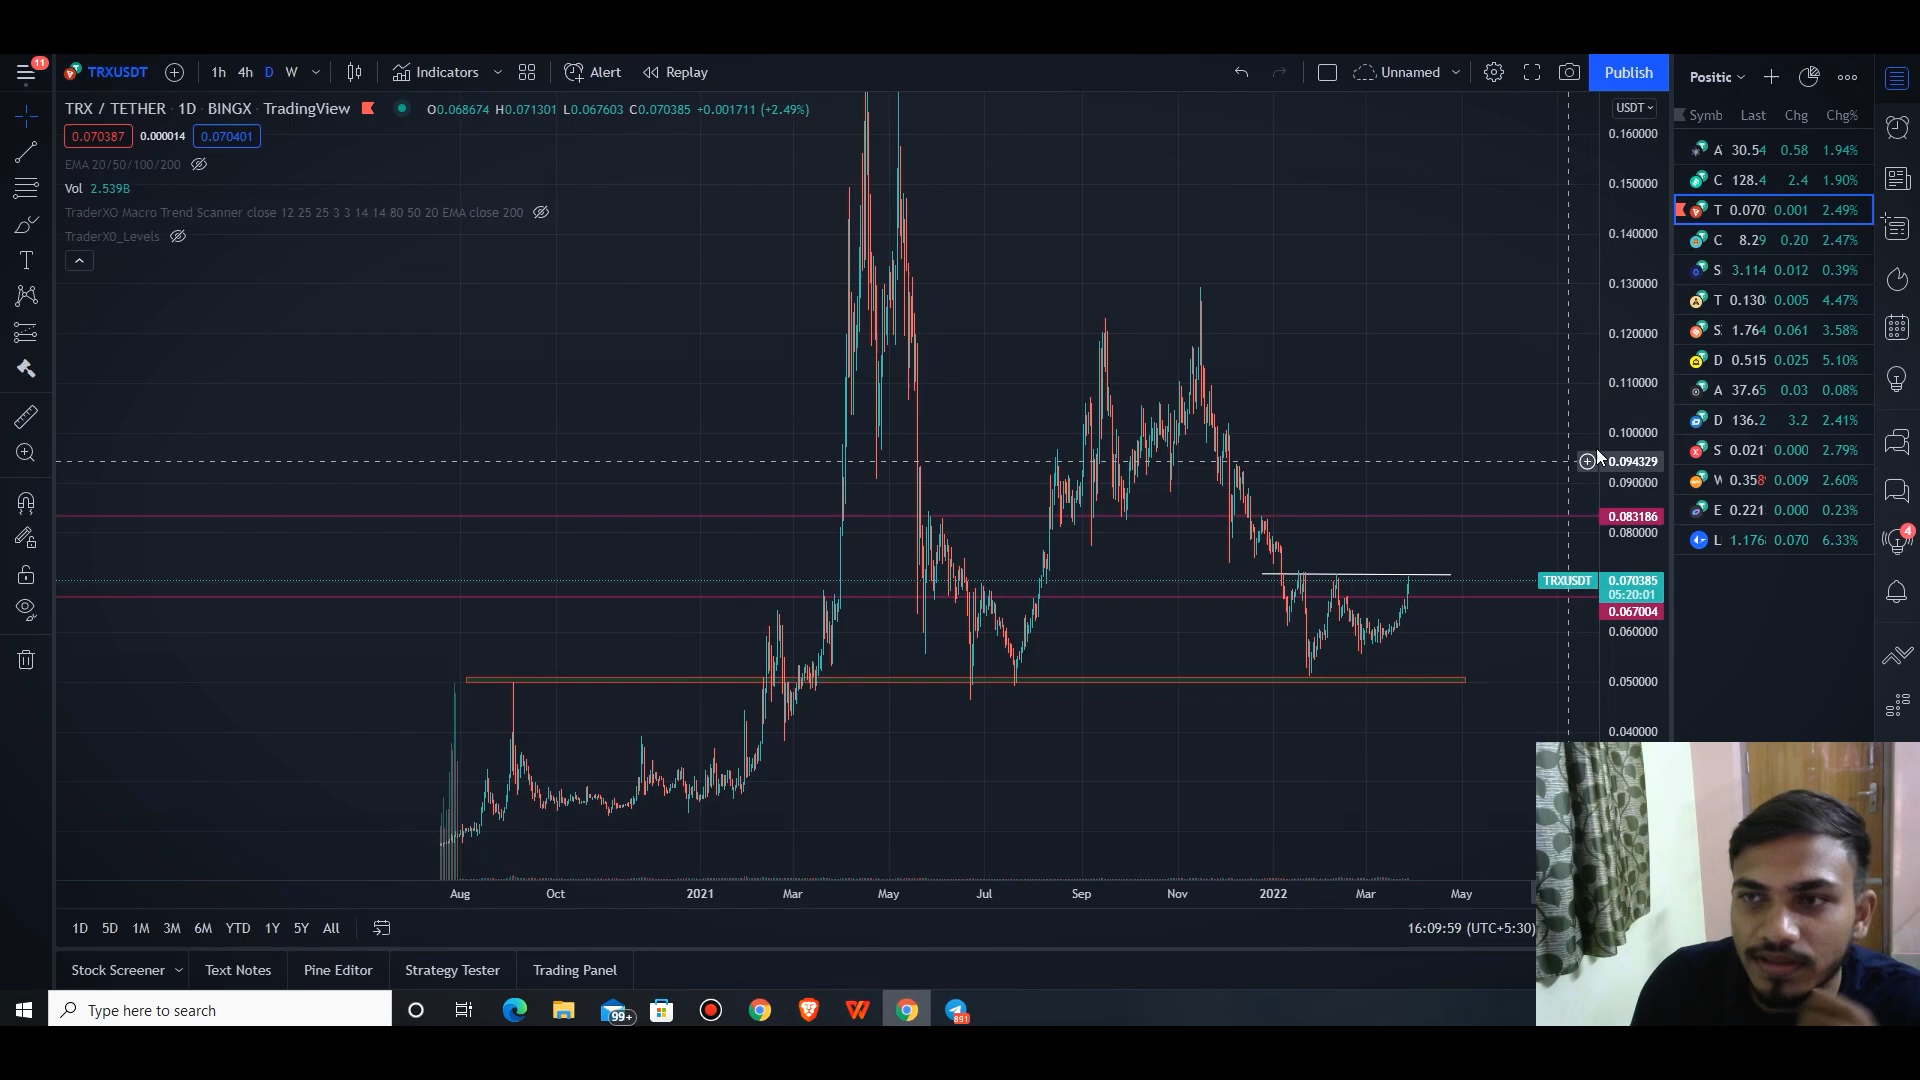 11
TRXUSDT 1h 4h D W Indicators Alert Replay Unnamed Publish
TRX / TETHER · 1D · BINGX · TradingView O0.068674 H0.071301 L0.067603 C0.070385 +0.001711 (+2.49%)
0.070387 0.000014 0.070401
EMA 20/50/100/200
Vol 2.539B
TraderXO Macro Trend Scanner close 12 25 25 3 3 14 14 80 50 20 EMA close 200
TraderXO_Levels
USDT
0.160000
0.150000
0.140000
0.130000
0.120000
0.110000
0.100000
0.094329
0.090000
0.083186
0.080000
TRXUSDT 0.070385
05:20:01
0.067004
0.060000
0.050000
0.040000
Positic
Symb Last Chg Chg%
A 30.54 0.58 1.94%
C 128.4 2.4 1.90%
T 0.070 0.001 2.49%
C 8.29 0.20 2.47%
S 3.114 0.012 0.39%
T 0.130 0.005 4.47%
S 1.764 0.061 3.58%
D 0.515 0.025 5.10%
A 37.65 0.03 0.08%
D 136.2 3.2 2.41%
S 0.021 0.000 2.79%
W 0.358 0.009 2.60%
E 0.221 0.000 0.23%
L 1.176 0.070 6.33%
4
Aug Oct 2021 Mar May Jul Sep Nov 2022 Mar May
1D 5D 1M 3M 6M YTD 1Y 5Y All 16:09:59 (UTC+5:30)
Stock Screener Text Notes Pine Editor Strategy Tester Trading Panel
Type here to search 99+ 891